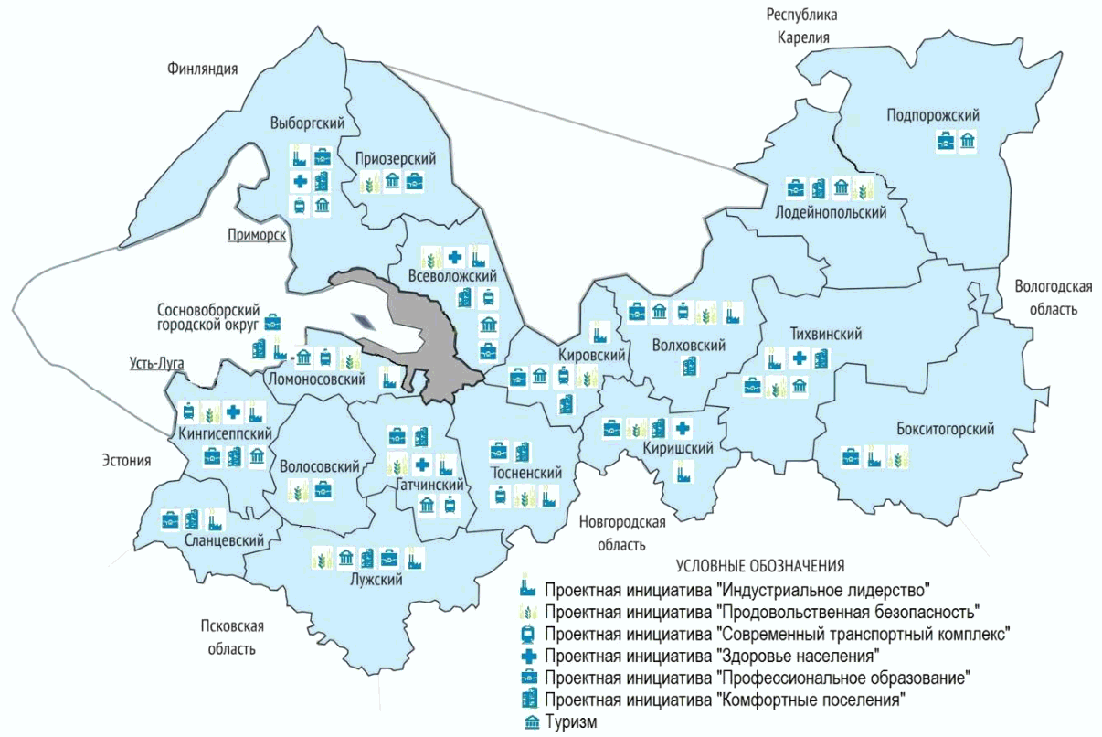 Республика
Карелия
Финляндия
Выборгский
Подпорожский
Приозерский
Лодейнопольский
Приморск
Всеволожский
Вологодская
область
Сосновоборский
городской округ
Тихвинский
Усть-Луга
Кировский
Волховский
Ломоносовский
Кингисеппский
Бокситогорский
Эстония
Волосовский
Киришский
Гатчинский
Тосненский
Новгородская
область
Сланцевский
Лужский
Псковская
область
УСЛОВНЫЕ ОБОЗНАЧЕНИЯ
Проектная инициатива "Индустриальное лидерство"
Проектная инициатива "Продовольственная безопасность"
Проектная инициатива "Современный транспортный комплекс"
Проектная инициатива "Здоровье населения"
Проектная инициатива "Профессиональное образование"
Проектная инициатива "Комфортные поселения"
Туризм